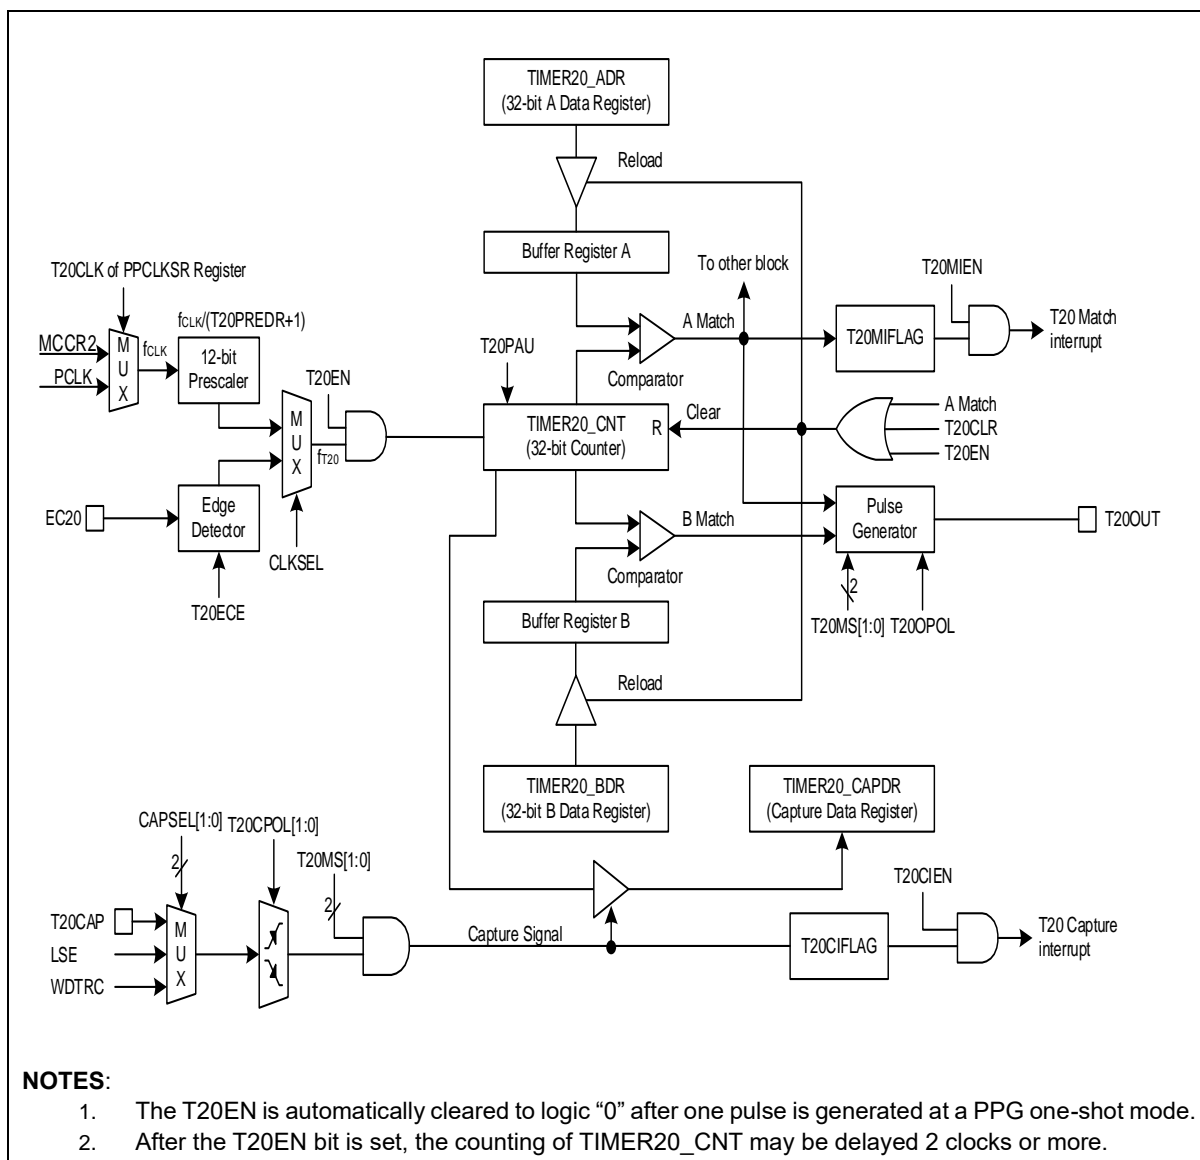 TIMER20_ADR
(32-bit A Data Register)
Reload
Buffer Register A
T20CLK of PPCLKSR Register
To other block
T20MIEN
fCLK/(T20PREDR+1)
MCCR2
PCLK
MUX
fCLK
12-bit
Prescaler
T20PAU
A Match
Comparator
T20MIFLAG
T20 Match
interrupt
T20EN
MUX
fT20
TIMER20_CNT
(32-bit Counter)
R
Clear
A Match
T20CLR
T20EN
EC20
Edge
Detector
CLKSEL
T20ECE
B Match
Comparator
Pulse
Generator
T20OUT
2
T20MS[1:0]
T20OPOL
Buffer Register B
Reload
TIMER20_BDR
(32-bit B Data Register)
TIMER20_CAPDR
(Capture Data Register)
CAPSEL[1:0]
T20CPOL[1:0]
T20MS[1:0]
2
2
T20CAP
LSE
WDTRC
MUX
Capture Signal
T20CIEN
T20CIFLAG
T20 Capture
interrupt
NOTES:
1. The T20EN is automatically cleared to logic “0” after one pulse is generated at a PPG one-shot mode.
2. After the T20EN bit is set, the counting of TIMER20_CNT may be delayed 2 clocks or more.